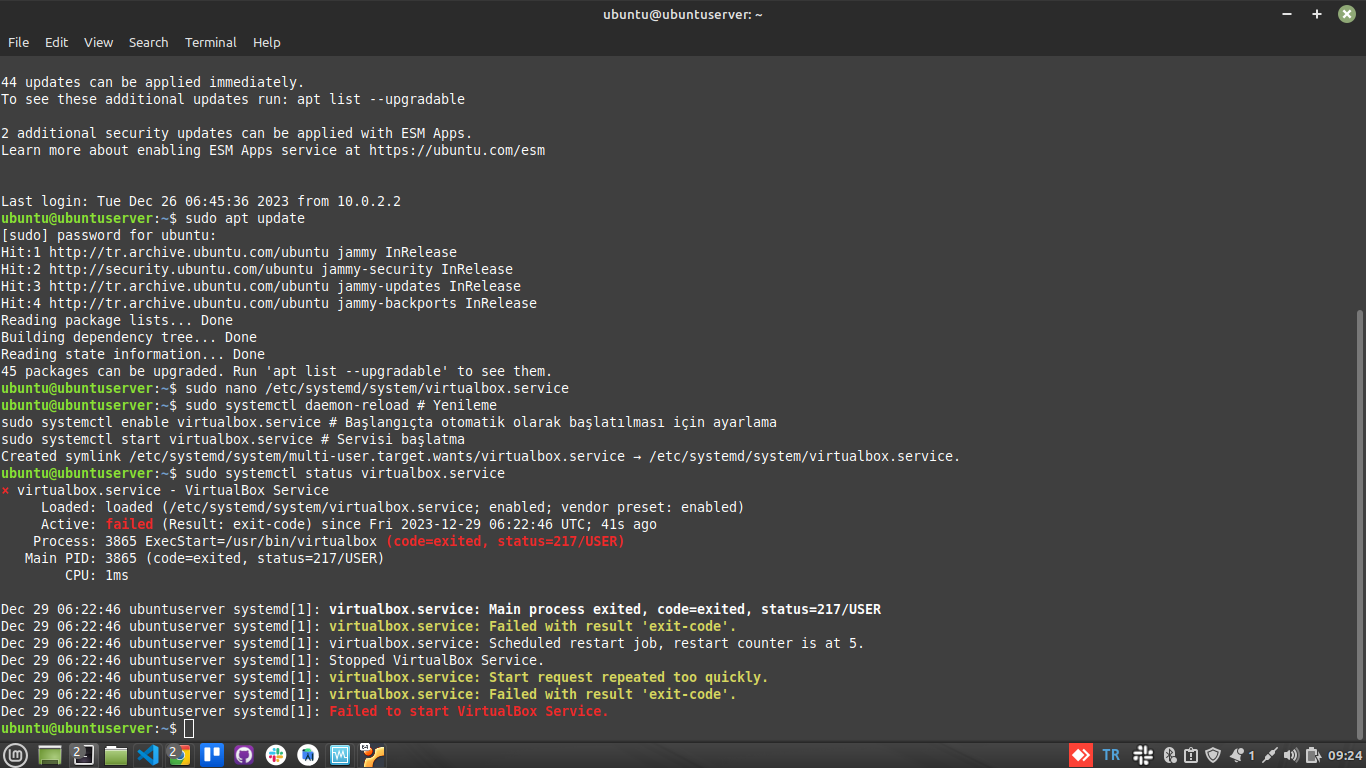 ubuntu@ubuntuserver: ~
File Edit View Search Terminal Help
44 updates can be applied immediately.
To see these additional updates run: apt list --upgradable
2 additional security updates can be applied with ESM Apps.
Learn more about enabling ESM Apps service at https://ubuntu.com/esm
Last login: Tue Dec 26 06:45:36 2023 from 10.0.2.2
ubuntu@ubuntuserver:~$ sudo apt update
[sudo] password for ubuntu:
Hit:1 http://tr.archive.ubuntu.com/ubuntu jammy InRelease
Hit:2 http://security.ubuntu.com/ubuntu jammy-security InRelease
Hit:3 http://tr.archive.ubuntu.com/ubuntu jammy-updates InRelease
Hit:4 http://tr.archive.ubuntu.com/ubuntu jammy-backports InRelease
Reading package lists... Done
Building dependency tree... Done
Reading state information... Done
45 packages can be upgraded. Run 'apt list --upgradable' to see them.
ubuntu@ubuntuserver:~$ sudo nano /etc/systemd/system/virtualbox.service
ubuntu@ubuntuserver:~$ sudo systemctl daemon-reload # Yenileme
sudo systemctl enable virtualbox.service # Başlangıçta otomatik olarak başlatılması için ayarlama
sudo systemctl start virtualbox.service # Servisi başlatma
Created symlink /etc/systemd/system/multi-user.target.wants/virtualbox.service → /etc/systemd/system/virtualbox.service.
ubuntu@ubuntuserver:~$ sudo systemctl status virtualbox.service
× virtualbox.service - VirtualBox Service
Loaded: loaded (/etc/systemd/system/virtualbox.service; enabled; vendor preset: enabled)
Active: failed (Result: exit-code) since Fri 2023-12-29 06:22:46 UTC; 41s ago
Process: 3865 ExecStart=/usr/bin/virtualbox (code=exited, status=217/USER)
Main PID: 3865 (code=exited, status=217/USER)
CPU: 1ms
Dec 29 06:22:46 ubuntuserver systemd[1]: virtualbox.service: Main process exited, code=exited, status=217/USER
Dec 29 06:22:46 ubuntuserver systemd[1]: virtualbox.service: Failed with result 'exit-code'.
Dec 29 06:22:46 ubuntuserver systemd[1]: virtualbox.service: Scheduled restart job, restart counter is at 5.
Dec 29 06:22:46 ubuntuserver systemd[1]: Stopped VirtualBox Service.
Dec 29 06:22:46 ubuntuserver systemd[1]: virtualbox.service: Start request repeated too quickly.
Dec 29 06:22:46 ubuntuserver systemd[1]: virtualbox.service: Failed with result 'exit-code'.
Dec 29 06:22:46 ubuntuserver systemd[1]: Failed to start VirtualBox Service.
ubuntu@ubuntuserver:~$
2 2 TR 1 09:24